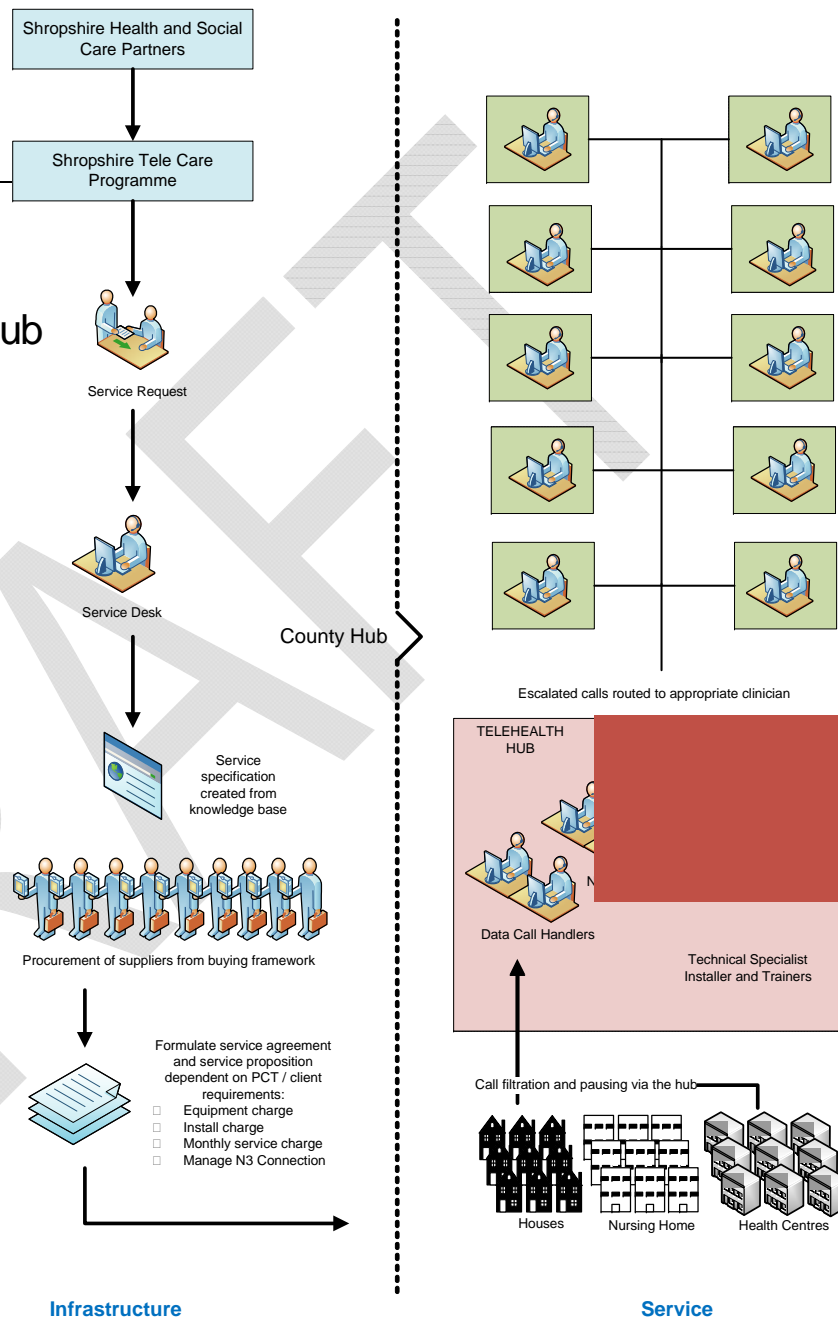 Shropshire Health and Social
Care Partners
Shropshire Tele Care
Programme
ub
Service Request
Service Desk
County Hub
Service
specification
created from
knowledge base
Procurement of suppliers from buying framework
Formulate service agreement
and service proposition
dependent on PCT / client
requirements:
Equipment charge
Install charge
Monthly service charge
Manage N3 Connection
Infrastructure
Escalated calls routed to appropriate clinician
TELEHEALTH
HUB
N
Data Call Handlers
Technical Specialist
Installer and Trainers
Call filtration and pausing via the hub
Houses
Nursing Home
Health Centres
Service